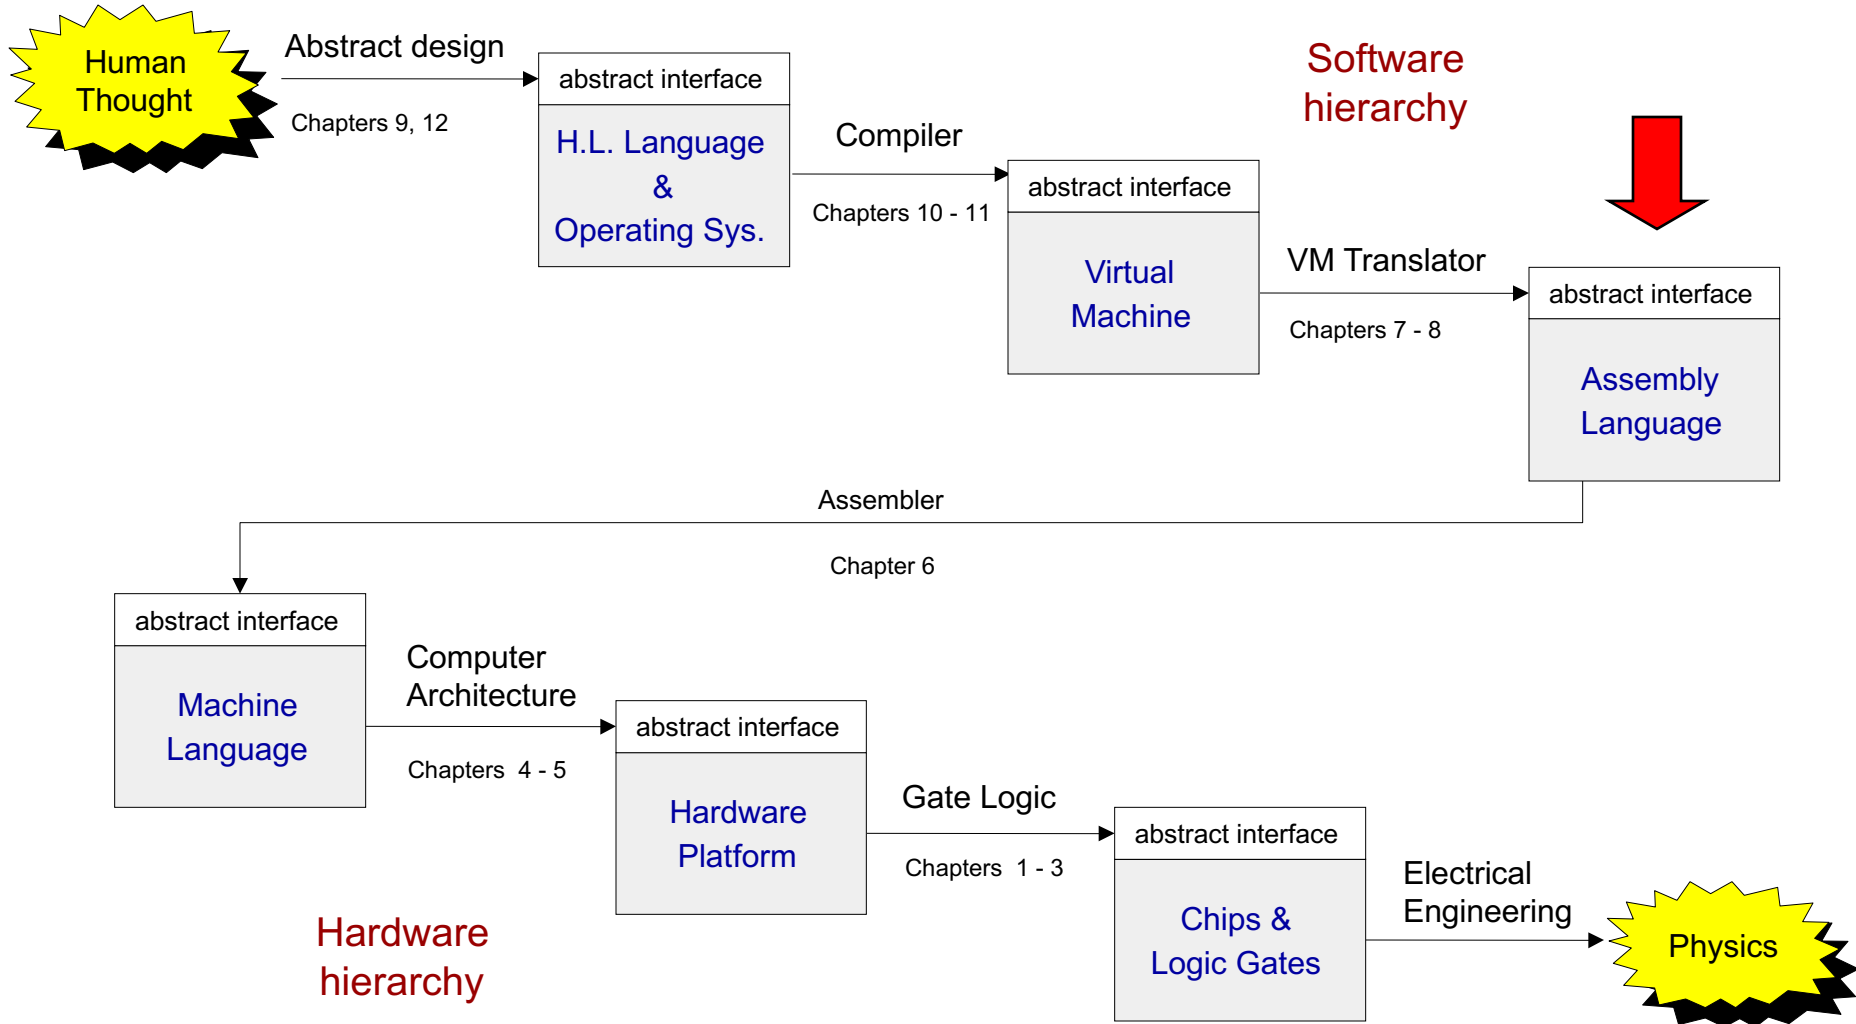 Human
Thought
Abstract design
Chapters 9, 12
abstract interface
H.L. Language
&
Operating Sys.
Compiler
Chapters 10 - 11
abstract interface
Virtual
Machine
Software
hierarchy
VM Translator
Chapters 7 - 8
abstract interface
Assembly
Language
Assembler
Chapter 6
abstract interface
Machine
Language
Computer
Architecture
Chapters 4 - 5
abstract interface
Hardware
Platform
Gate Logic
Chapters 1 - 3
abstract interface
Chips &
Logic Gates
Electrical
Engineering
Physics
Hardware
hierarchy